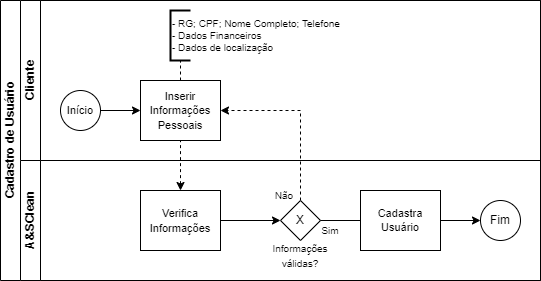 Cadastro de Usuário
Cliente
- RG; CPF; Nome Completo; Telefone
- Dados Financeiros
- Dados de localização
Início
Inserir
Informações
Pessoais
A&SClean
Verifica
Informações
Não
X
Sim
Informações
válidas?
Cadastra
Usuário
Fim